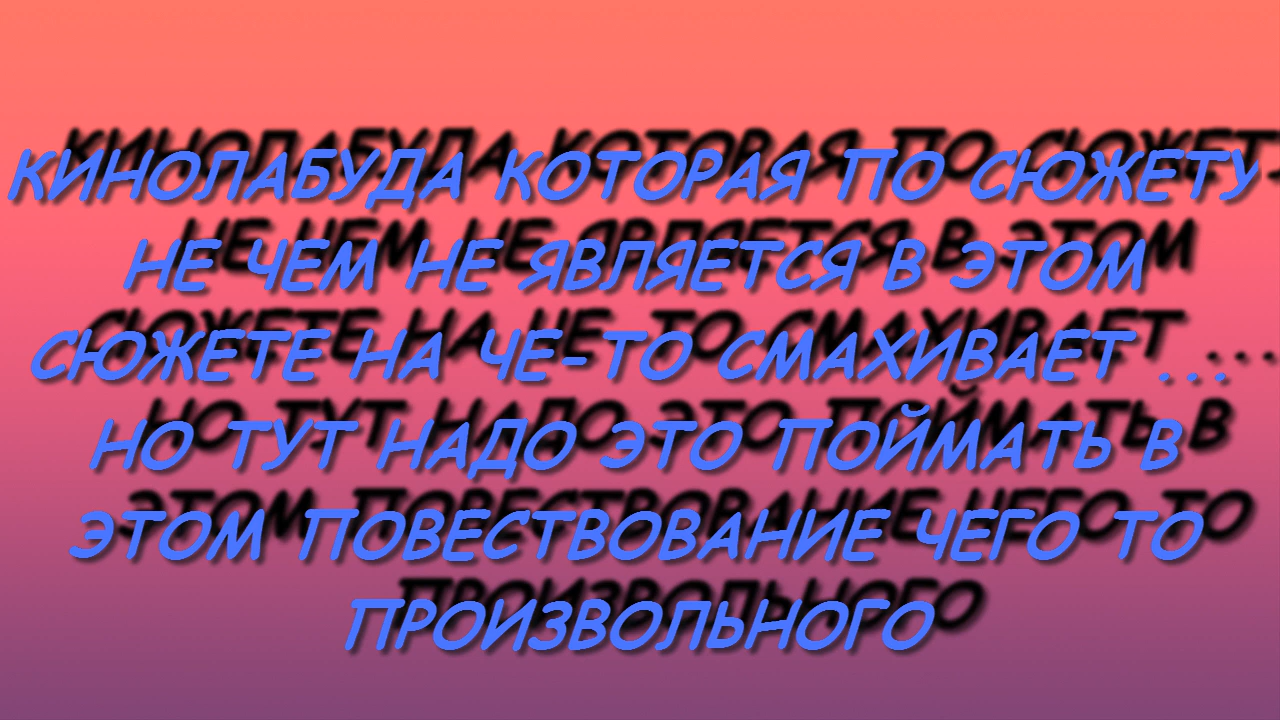 КИНОЛАБУДА КОТОРАЯ ПО СЮЖЕТУ
НЕ ЧЕМ НЕ ЯВЛЯЕТСЯ В ЭТОМ
СЮЖЕТЕ НА ЧЕ-ТО СМАХИВАЕТ ...
НО ТУТ НАДО ЭТО ПОЙМАТЬ В
ЭТОМ ПОВЕСТВОВАНИЕ ЧЕГО ТО
ПРОИЗВОЛЬНОГО